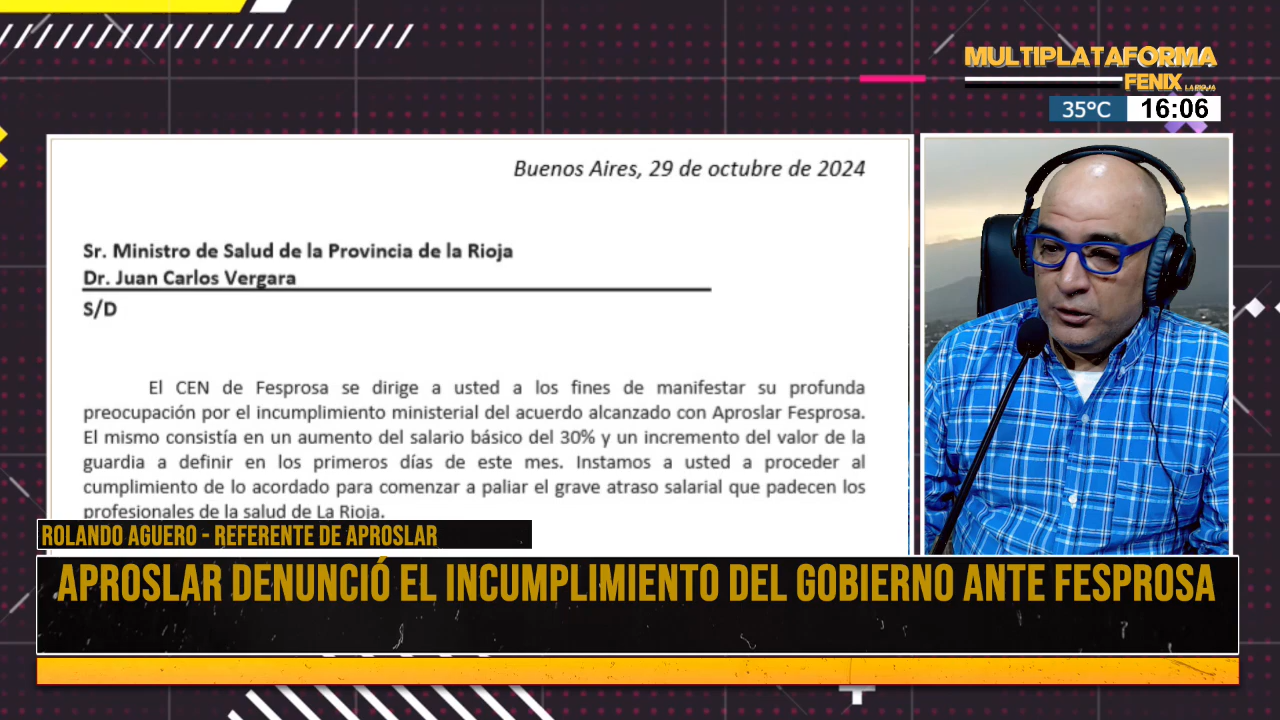 MULTIPLATAFORMA
FENIX LA RIOJA
35°C 16:06
Buenos Aires, 29 de octubre de 2024
Sr. Ministro de Salud de la Provincia de la Rioja
Dr. Juan Carlos Vergara
S/D
El CEN de Fesprosa se dirige a usted a los fines de manifestar su profunda
preocupación por el incumplimiento ministerial del acuerdo alcanzado con Aproslar Fesprosa.
El mismo consistía en un aumento del salario básico del 30% y un incremento del valor de la
guardia a definir en los primeros días de este mes. Instamos a usted a proceder al
cumplimiento de lo acordado para comenzar a paliar el grave atraso salarial que padecen los
profesionales de la salud de La Rioja.
ROLANDO AGUERO - REFERENTE DE APROSLAR
APROSLAR DENUNCIÓ EL INCUMPLIMIENTO DEL GOBIERNO ANTE FESPROSA